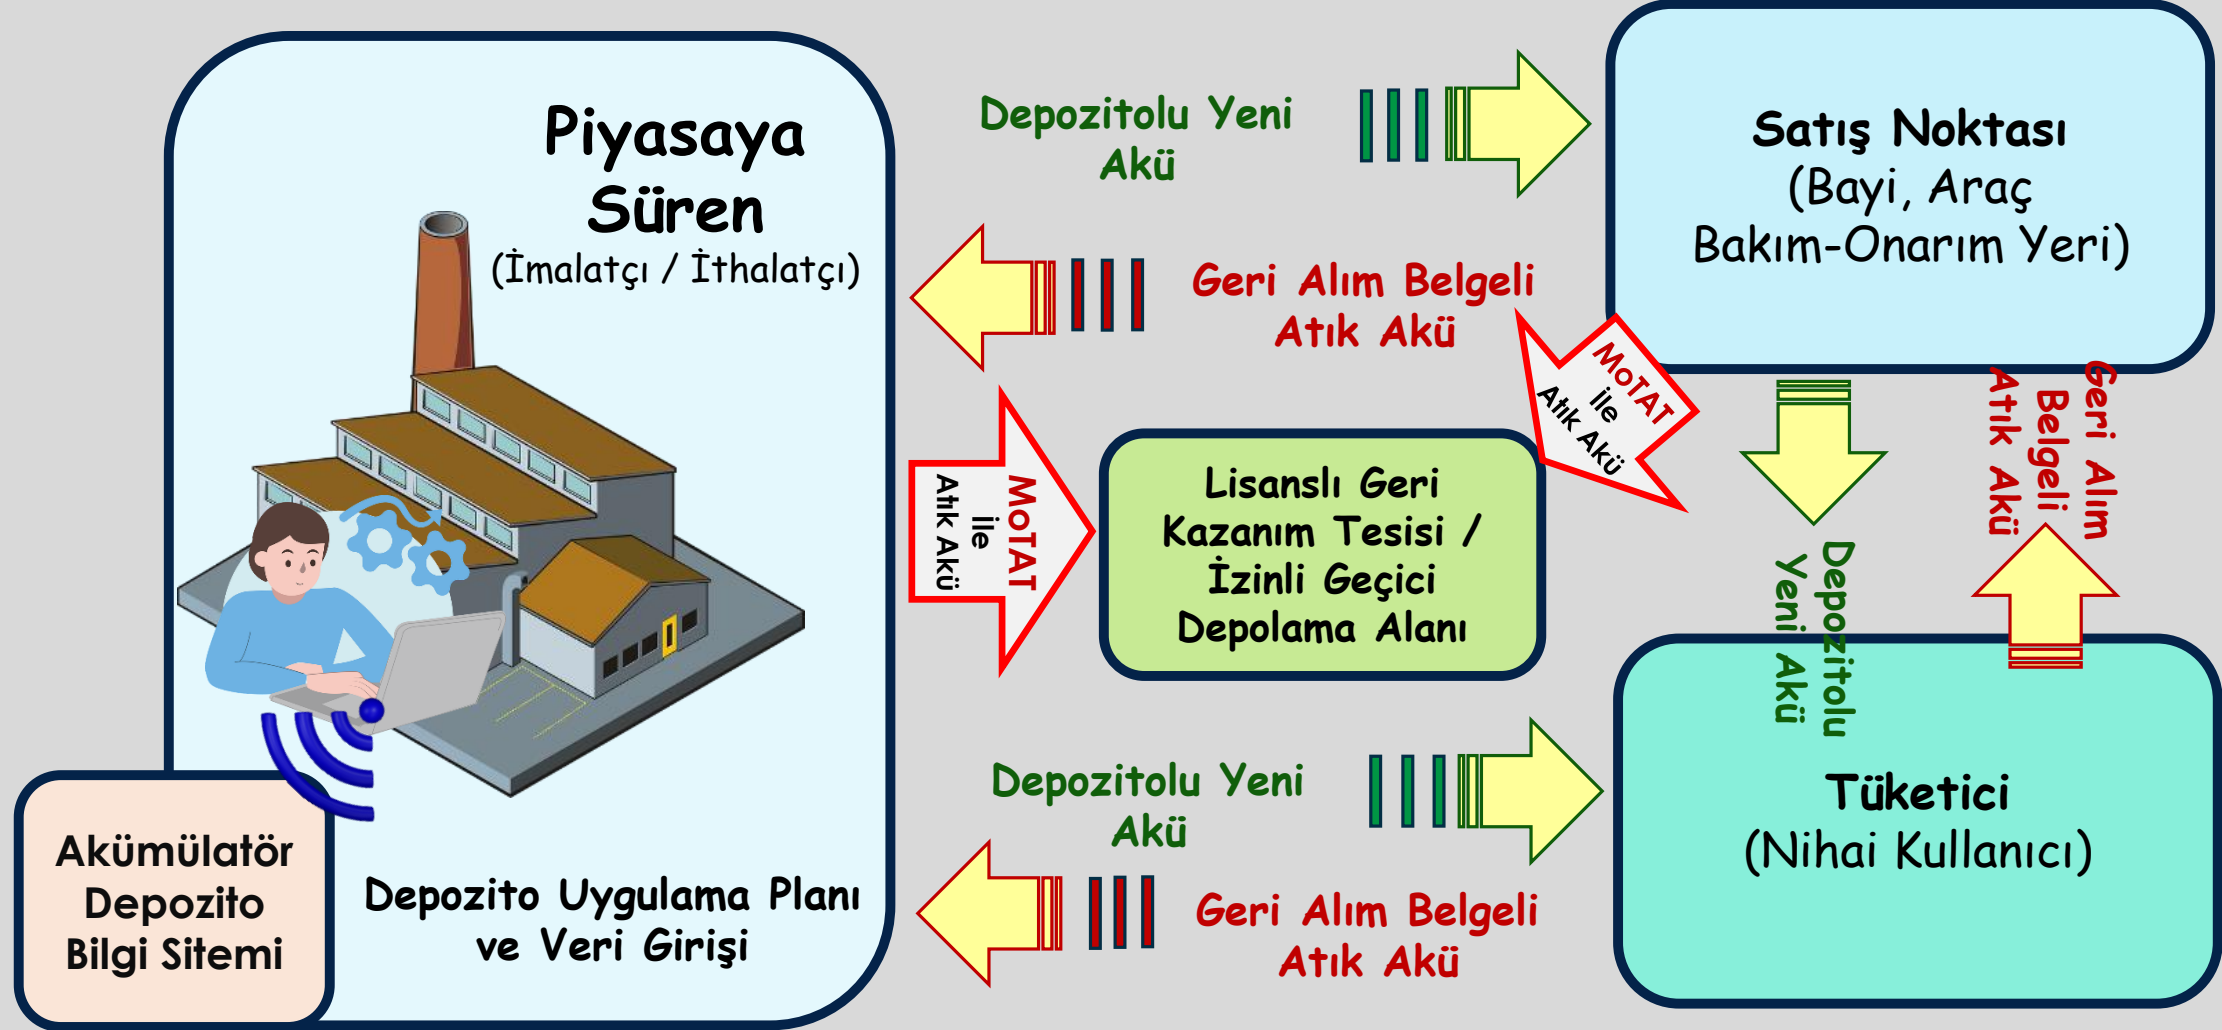 Piyasaya
Süren
(İmalatçı / İthalatçı)
Depozito Uygulama Planı
ve Veri Girişi
Akümülatör
Depozito
Bilgi Sitemi
Depozitolu Yeni
Akü
Geri Alım Belgeli
Atık Akü
Satış Noktası
(Bayi, Araç
Bakım-Onarım Yeri)
MoTAT
ile
Atık Akü
MoTAT
İle
Atık Akü
Lisanslı Geri
Kazanım Tesisi /
İzinli Geçici
Depolama Alanı
Depozitolu
Yeni Akü
Geri Alım
Belgeli
Atık Akü
Depozitolu Yeni
Akü
Geri Alım Belgeli
Atık Akü
Tüketici
(Nihai Kullanıcı)